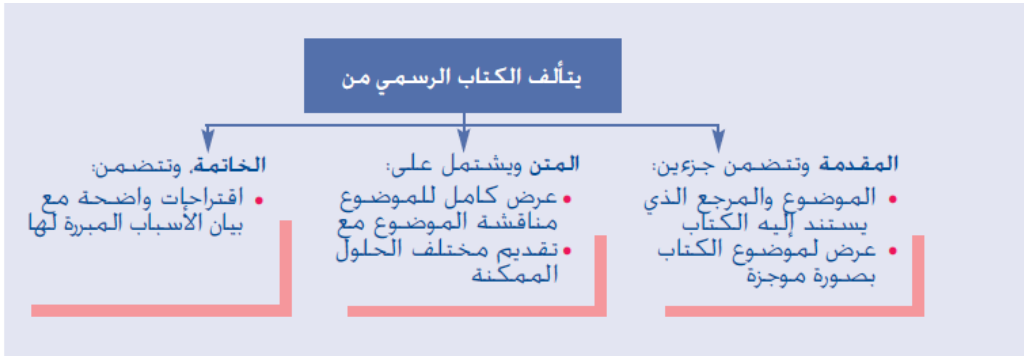 يتألف الكتاب الرسمي من
المقدمة وتتضمن جزءين:
• الموضوع والمرجع الذي
يستند إليه الكتاب
• عرض لموضوع الكتاب
بصورة موجزة
المتن ويشتمل على:
• عرض كامل للموضوع
مناقشة الموضوع مع
• تقديم مختلف الحلول
الممكنة
الخاتمة، وتتضمن:
• اقتراحات واضحة مع
بيان الأسباب المبررة لها